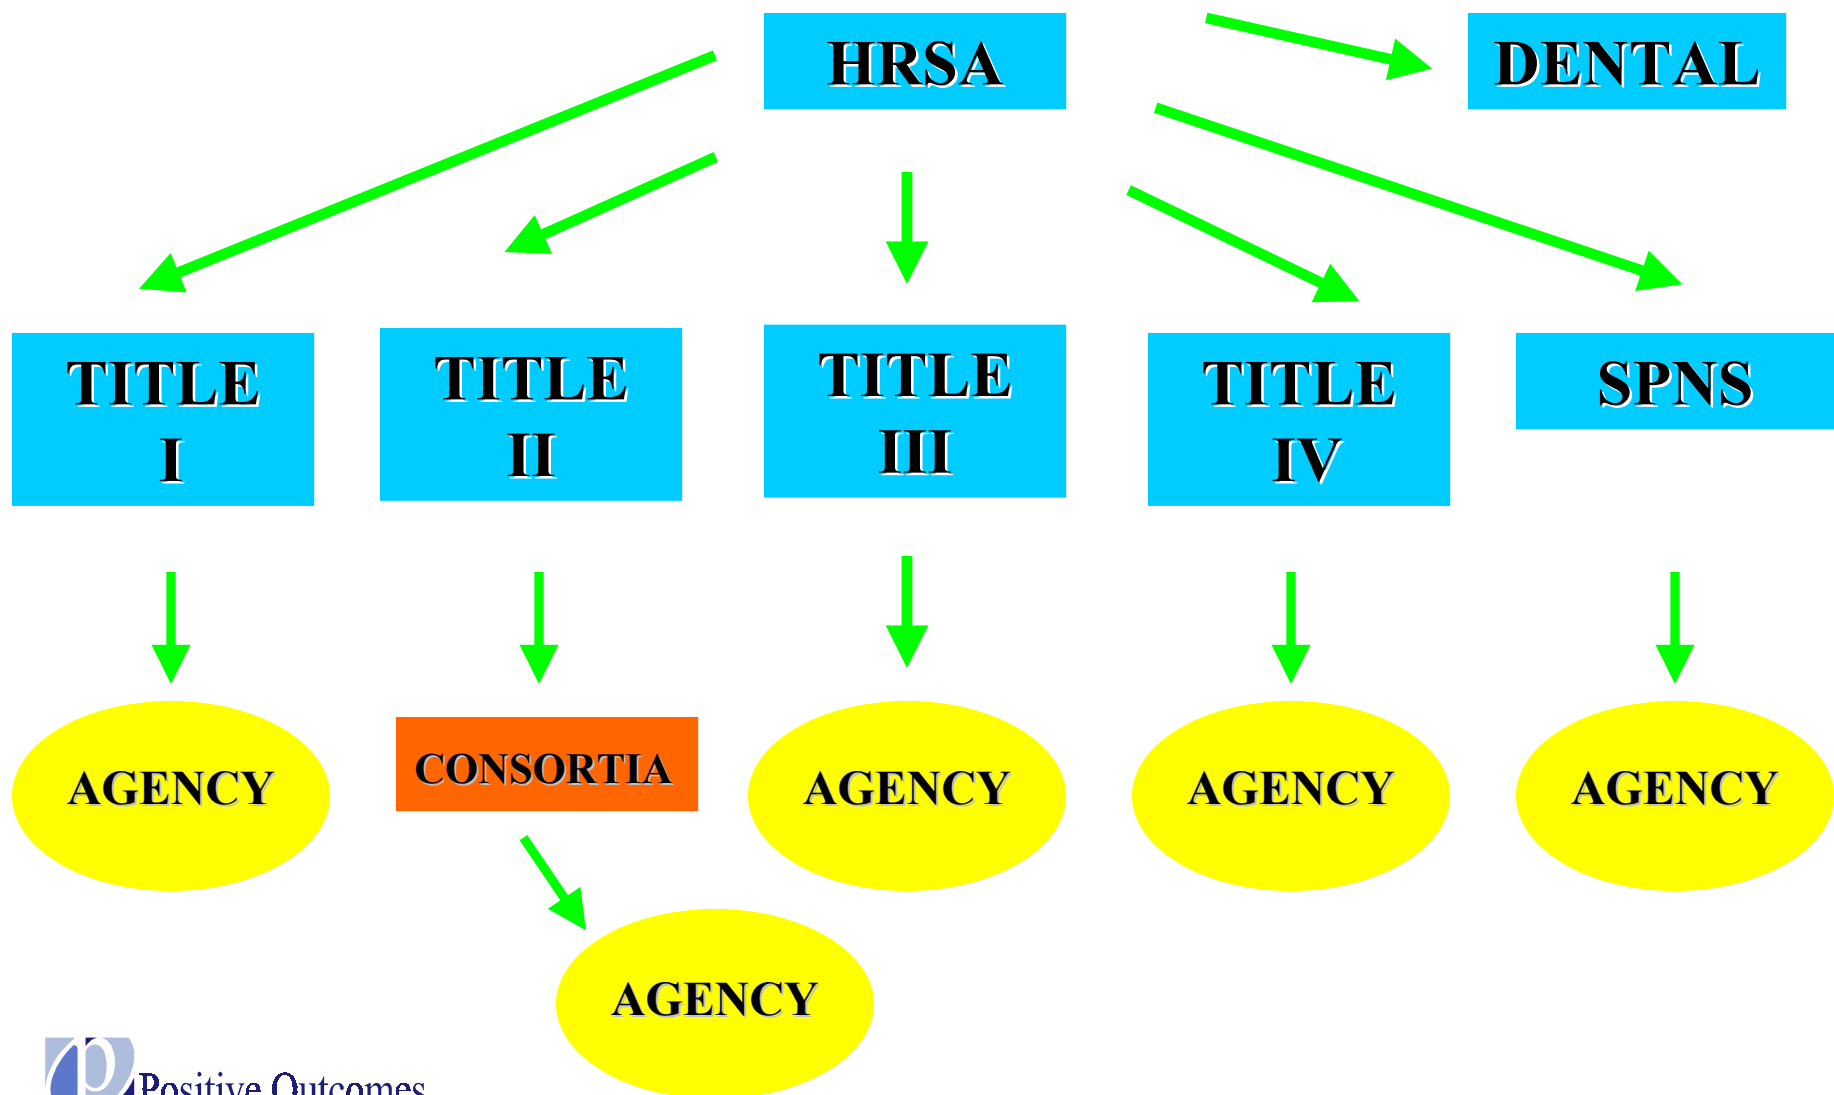 HRSA
DENTAL
TITLE
I
TITLE
II
TITLE
III
TITLE
IV
SPNS
AGENCY
CONSORTIA
AGENCY
AGENCY
AGENCY
AGENCY
Positive Outcomes